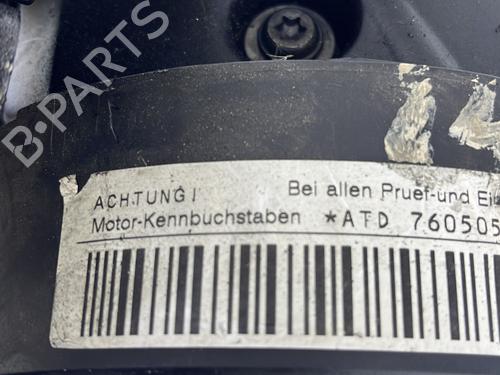 B-PARTS
ACHTUNG! Bei allen Pruef-und
Motor-Kennbuchstaben *ATD 760505